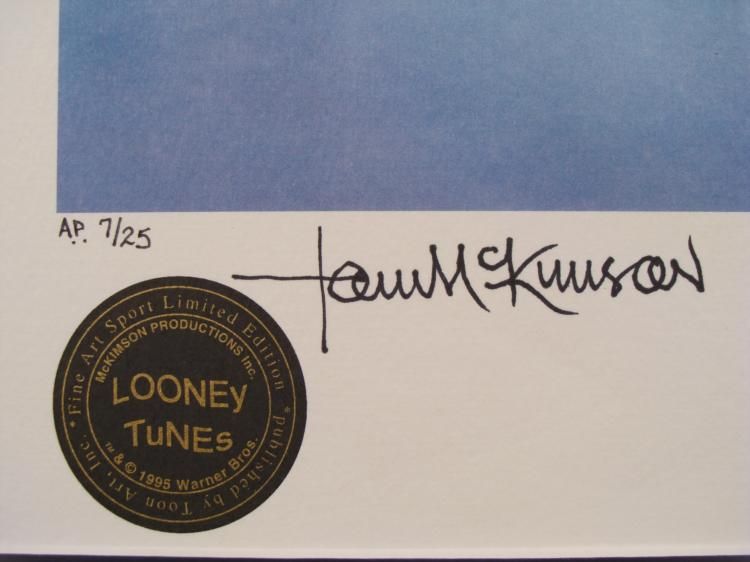 A.P. 7/25
Tom McKimson
*Fine Art Sport Limited Edition *published by Toon Art, Inc.
McKIMSON PRODUCTIONS Inc.
LOONEy
TuNEs
™ & © 1995 Warner Bros.